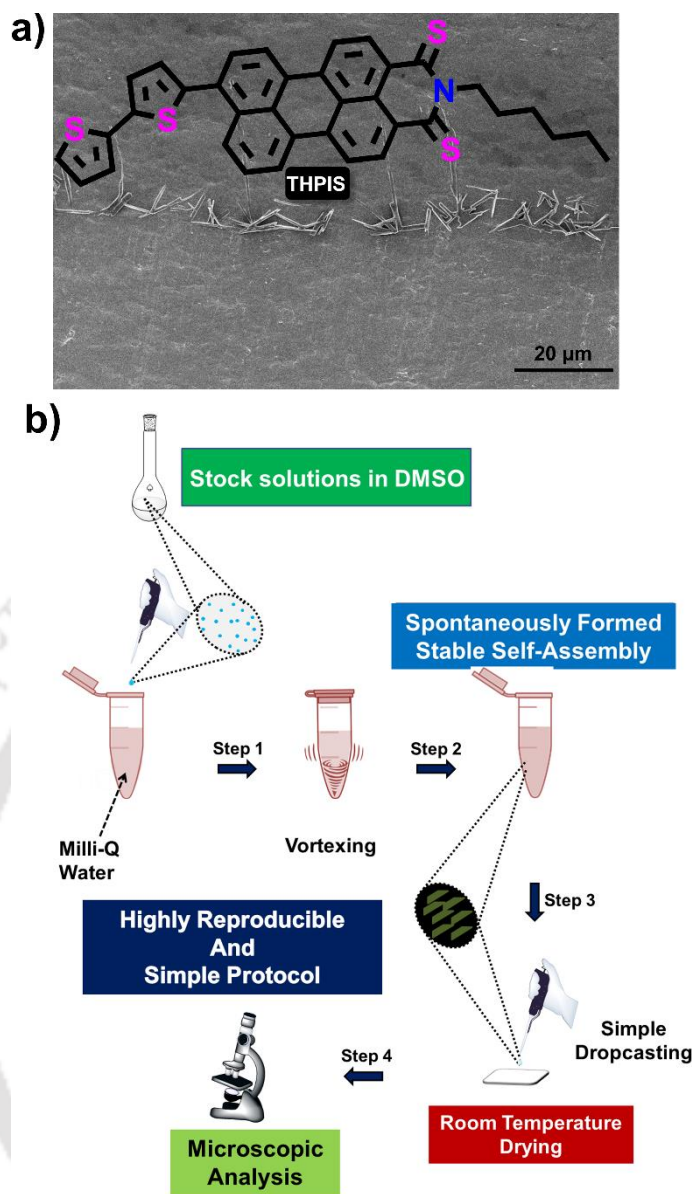 a)
S
S
N
S
S
THPIS
20 µm
b)
Stock solutions in DMSO
Spontaneously Formed
Stable Self-Assembly
Step 1
Step 2
Milli-Q
Water
Vortexing
Step 3
Highly Reproducible
And
Simple Protocol
Simple
Dropcasting
Step 4
Room Temperature
Drying
Microscopic
Analysis